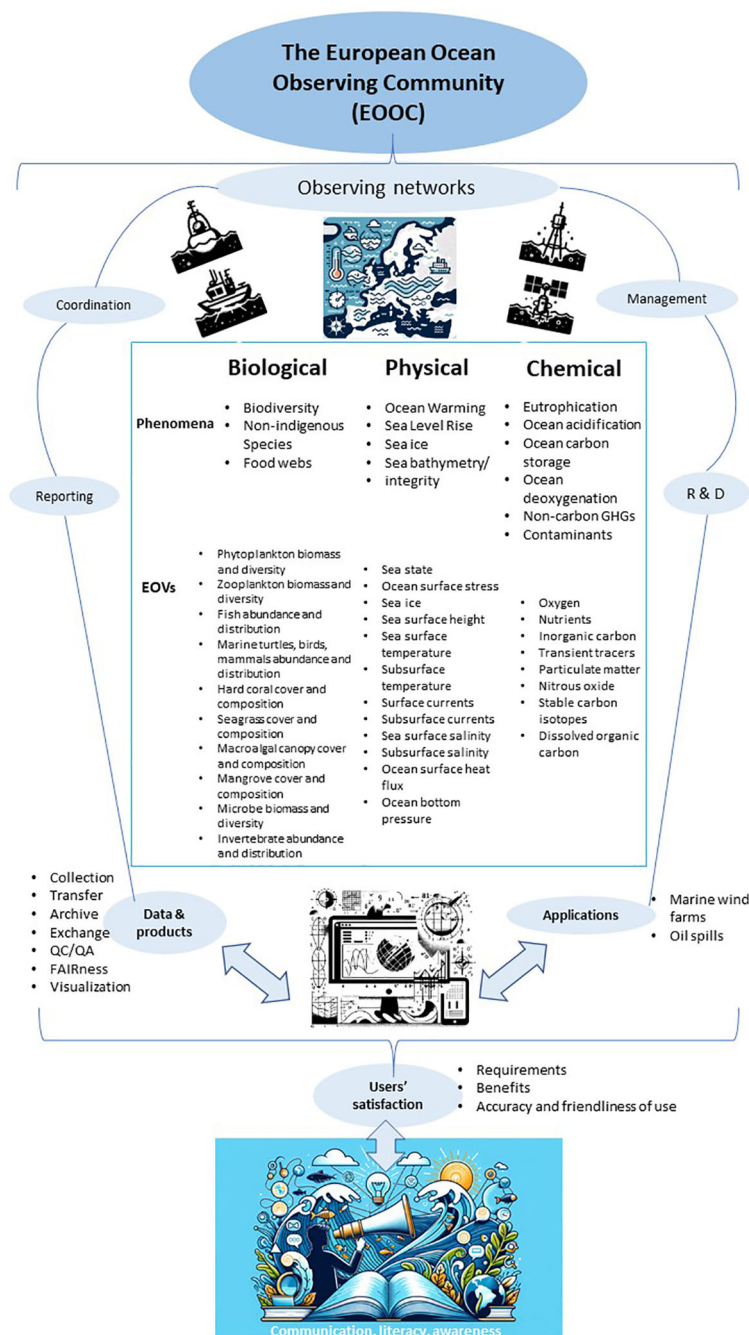 The European Ocean
Observing Community
(EOOC)
Observing networks
Coordination
Management
Reporting
R & D
Biological
Physical
Chemical
Phenomena
• Biodiversity
• Non-indigenous
Species
• Food webs
• Ocean Warming
• Sea Level Rise
• Sea ice
• Sea bathymetry/
• integrity
• Eutrophication
• Ocean acidification
• Ocean carbon
storage
• Ocean
deoxygenation
• Non-carbon GHGs
• Contaminants
EOVs
• Phytoplankton biomass
and diversity
• Zooplankton biomass and
diversity
• Fish abundance and
distribution
• Marine turtles, birds,
mammals abundance and
distribution
• Hard coral cover and
composition
• Seagrass cover and
composition
• Macroalgal canopy cover
and composition
• Mangrove cover and
composition
• Microbe biomass and
diversity
• Invertebrate abundance
and distribution
• Sea state
• Ocean surface stress
• Sea ice
• Sea surface height
• Sea surface
temperature
• Subsurface
temperature
• Surface currents
• Subsurface currents
• Sea surface salinity
• Subsurface salinity
• Ocean surface heat
flux
• Ocean bottom
pressure
• Oxygen
• Nutrients
• Inorganic carbon
• Transient tracers
• Particulate matter
• Nitrous oxide
• Stable carbon
isotopes
• Dissolved organic
carbon
• Collection
• Transfer
• Archive
• Exchange
• QC/QA
• FAIRness
• Visualization
Data &
products
Applications
• Marine wind
farms
• Oil spills
Users'
satisfaction
• Requirements
• Benefits
• Accuracy and friendliness of use
Communication, literacy, awareness